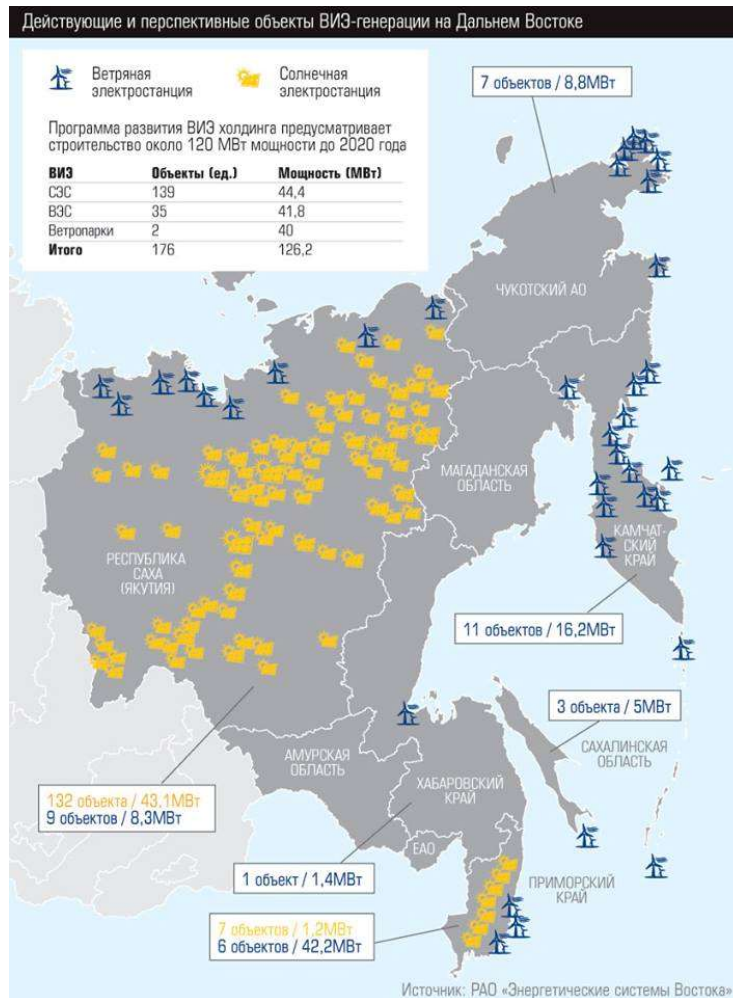 Действующие и перспективные объекты ВИЭ-генерации на Дальнем Востоке
Ветряная
электростанция
Солнечная
электростанция
Программа развития ВИЭ холдинга предусматривает
строительство около 120 МВт мощности до 2020 года
ВИЭ Объекты (ед.) Мощность (МВт)
СЭС 139 44,4
ВЭС 35 41,8
Ветропарки 2 40
Итого 176 126,2
7 объектов / 8,8МВт
ЧУКОТСКИЙ АО
МАГАДАНСКАЯ
ОБЛАСТЬ
КАМЧАТ-
СКИЙ
КРАЙ
РЕСПУБЛИКА
САХА
(ЯКУТИЯ)
11 объектов / 16,2МВт
3 объекта / 5МВт
САХАЛИНСКАЯ
ОБЛАСТЬ
АМУРСКАЯ
ОБЛАСТЬ
ХАБАРОВСКИЙ
КРАЙ
132 объекта / 43,1МВт
9 объектов / 8,3МВт
ЕАО
1 объект / 1,4МВт
ПРИМОРСКИЙ
КРАЙ
7 объектов / 1,2МВт
6 объектов / 42,2МВт
Источник: РАО «Энергетические системы Востока»